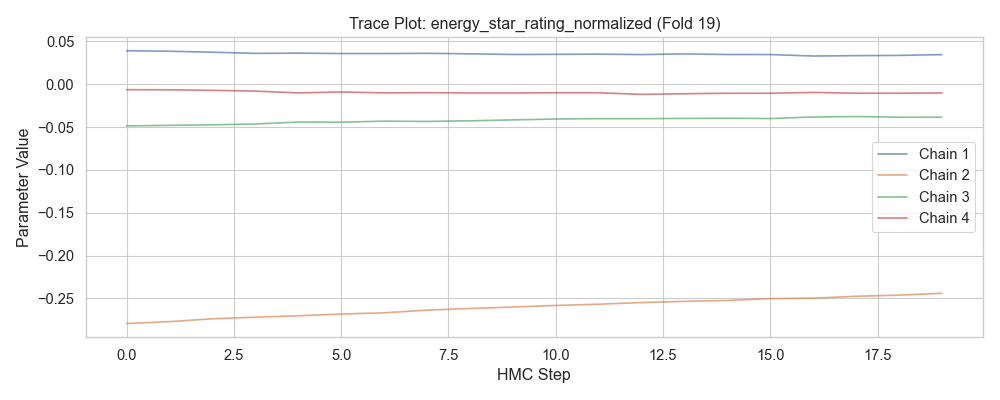 Trace Plot: energy_star_rating_normalized (Fold 19)
Parameter Value
0.05
0.00
−0.05
−0.10
−0.15
−0.20
−0.25
Chain 1
Chain 2
Chain 3
Chain 4
0.0 2.5 5.0 7.5 10.0 12.5 15.0 17.5
HMC Step